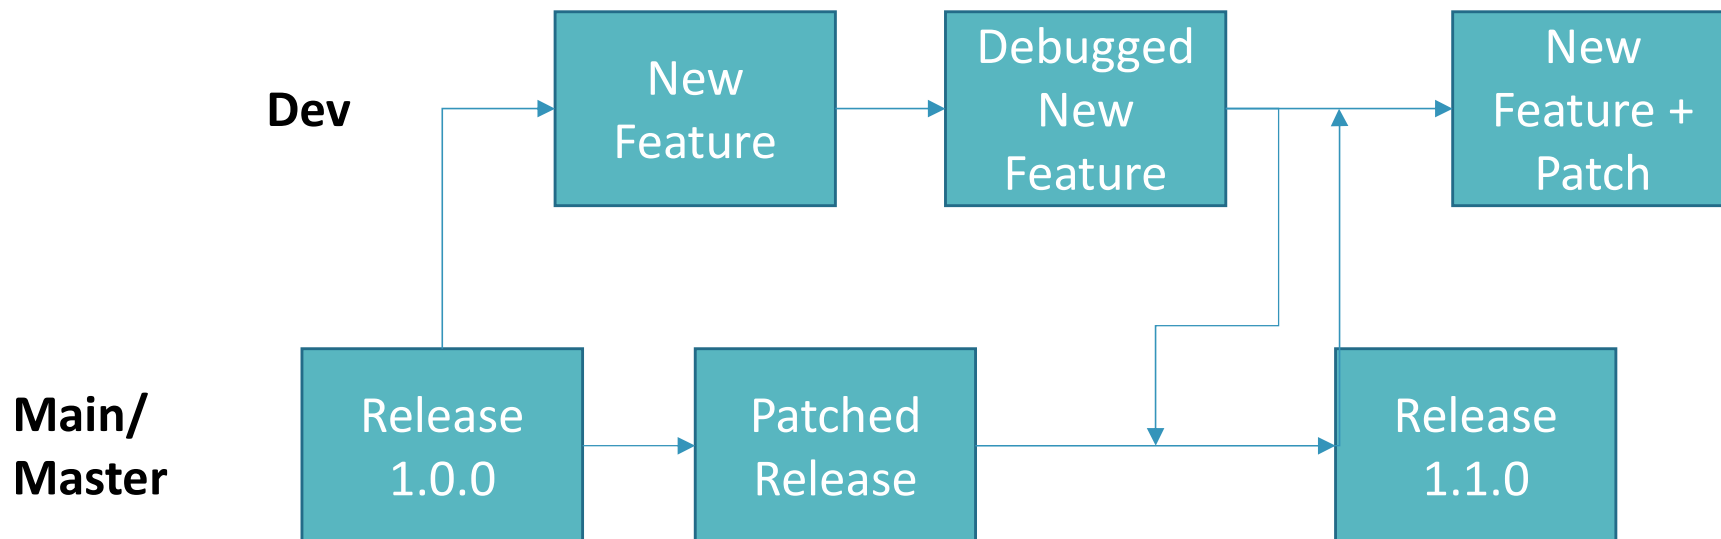 Dev
New
Feature
Debugged
New
Feature
New
Feature +
Patch
Main/
Master
Release
1.0.0
Patched
Release
Release
1.1.0